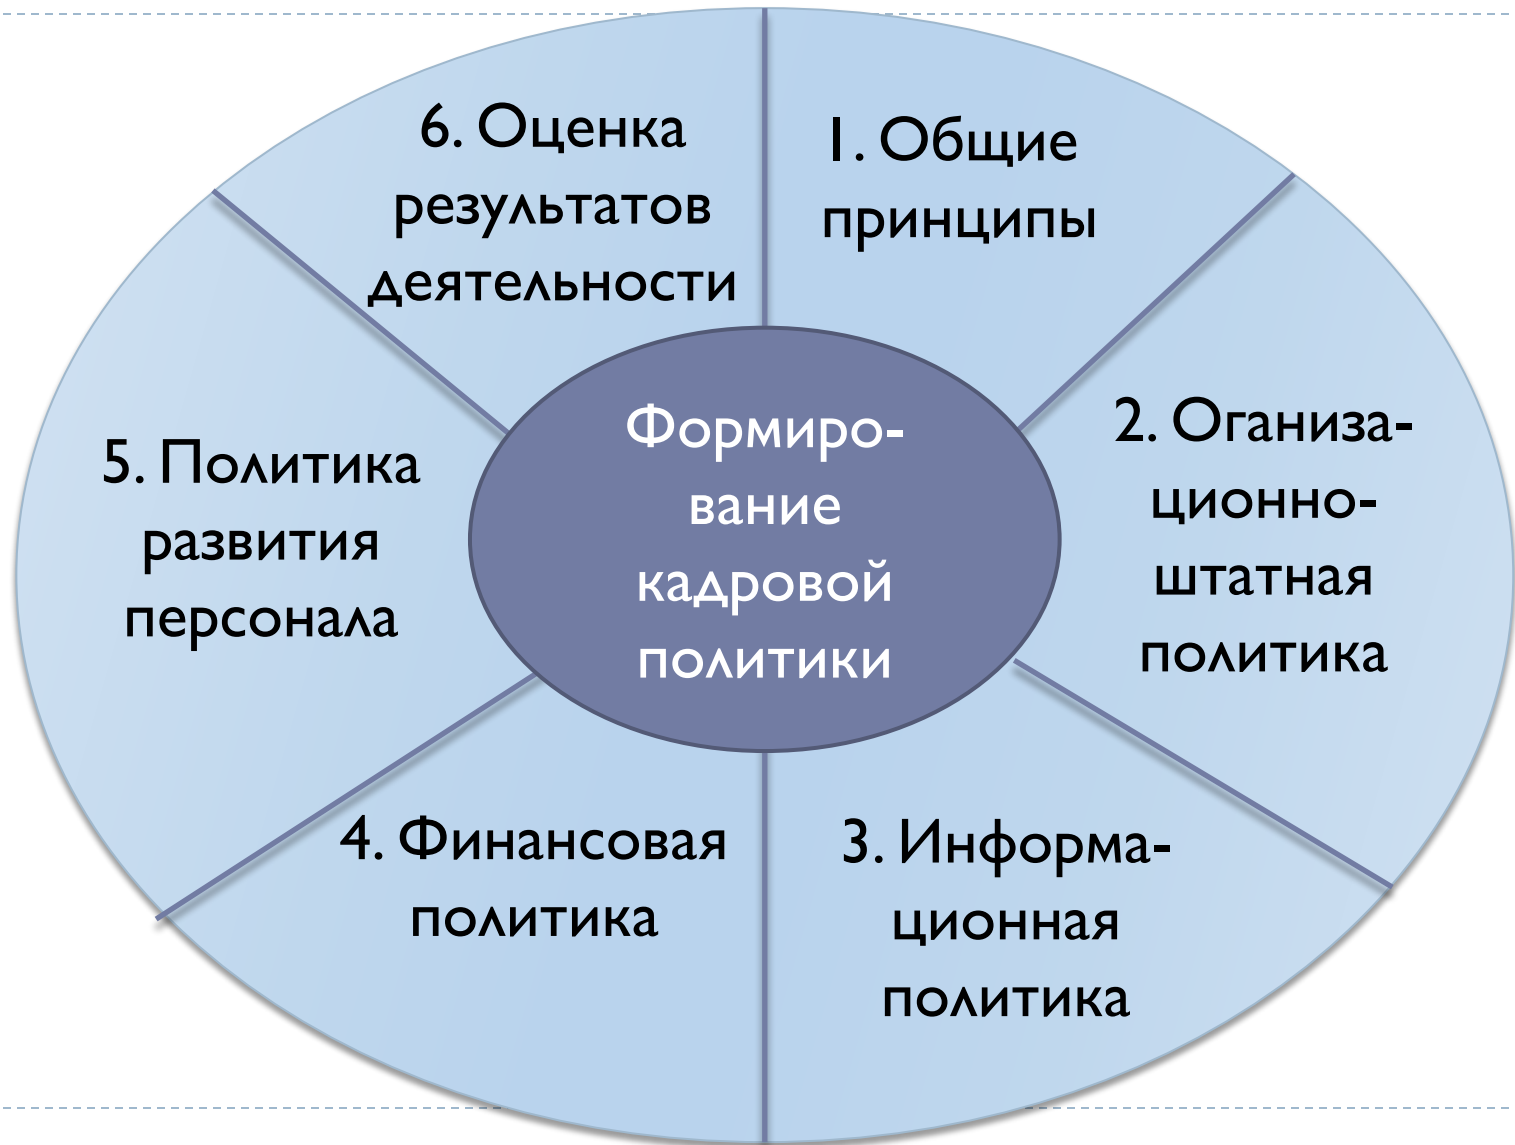 6. Оценка
результатов
деятельности
1. Общие
принципы
Формиро-
вание
кадровой
политики
2. Оганиза-
ционно-
штатная
политика
5. Политика
развития
персонала
4. Финансовая
политика
3. Информа-
ционная
политика